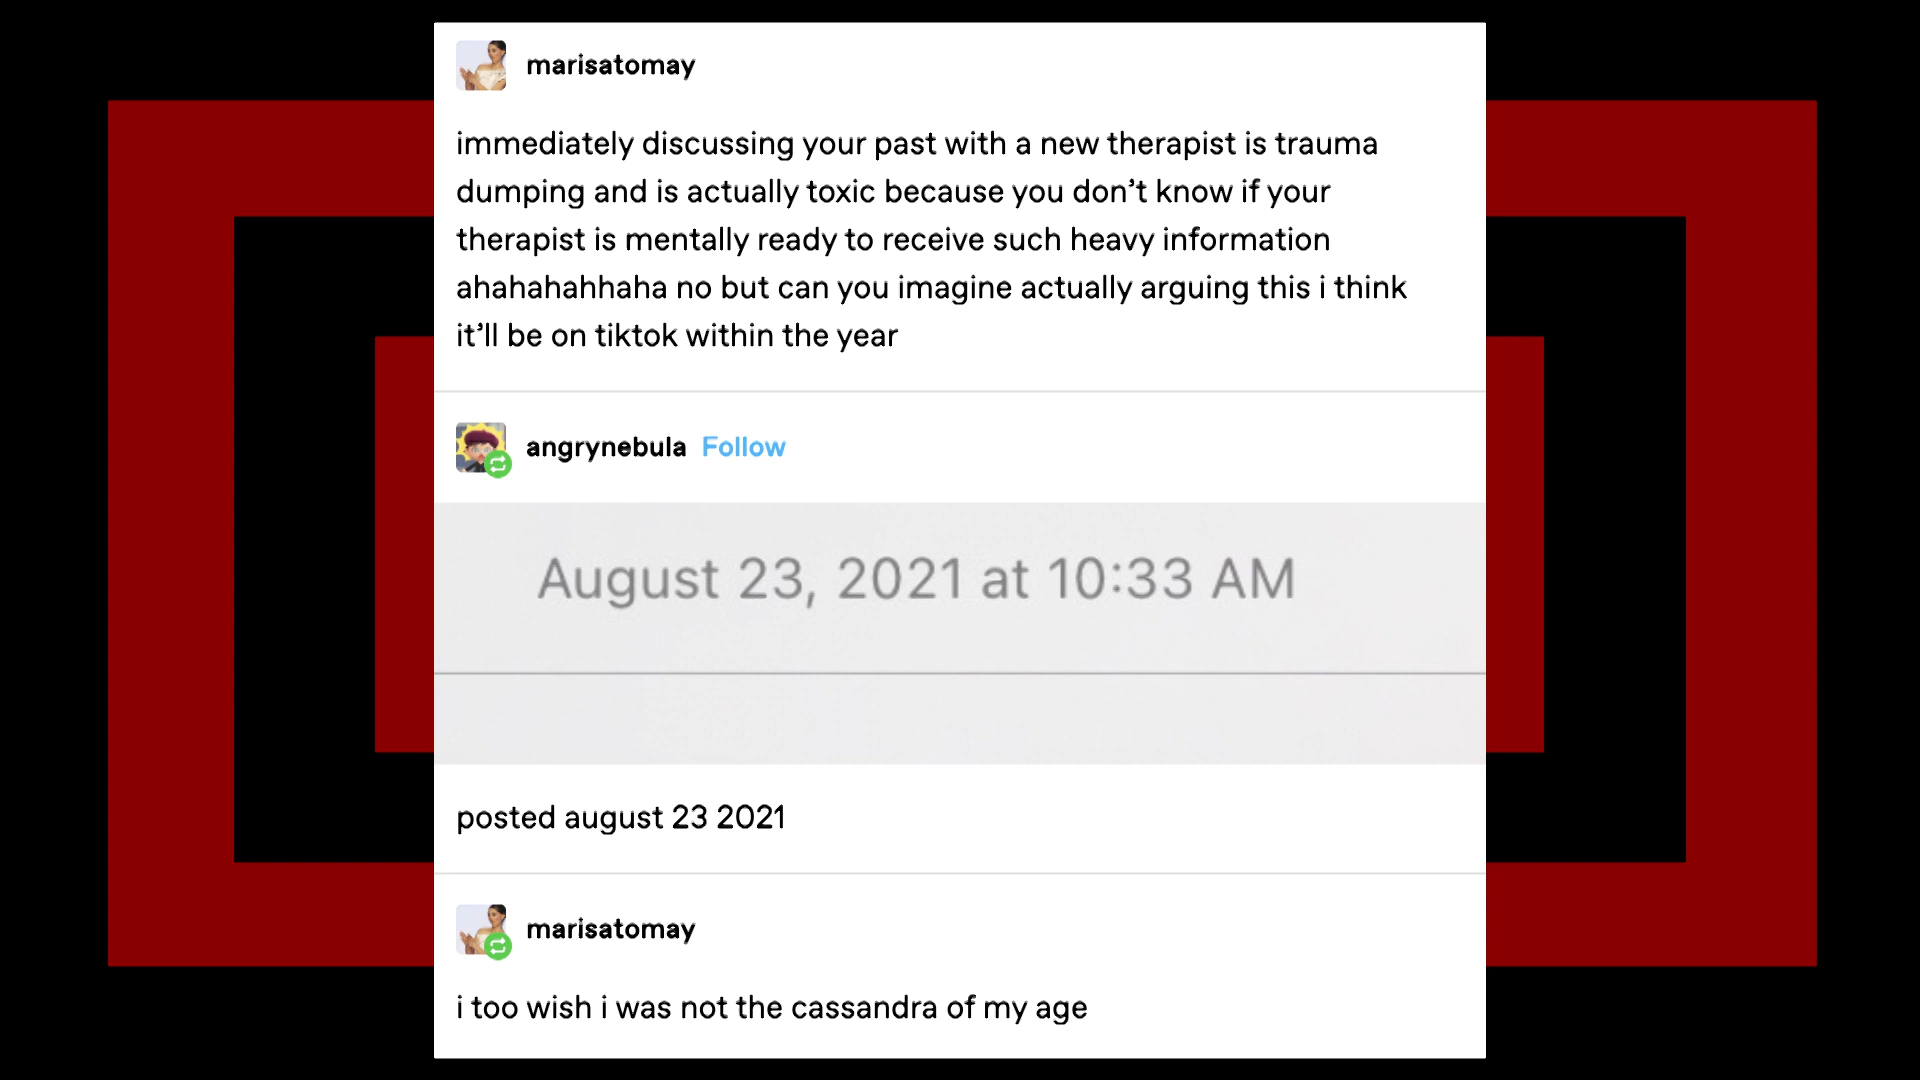 marisatomay
immediately discussing your past with a new therapist is trauma
dumping and is actually toxic because you don’t know if your
therapist is mentally ready to receive such heavy information
ahahahahhaha no but can you imagine actually arguing this i think
it’ll be on tiktok within the year
angrynebula Follow
August 23, 2021 at 10:33 AM
posted august 23 2021
marisatomay
i too wish i was not the cassandra of my age